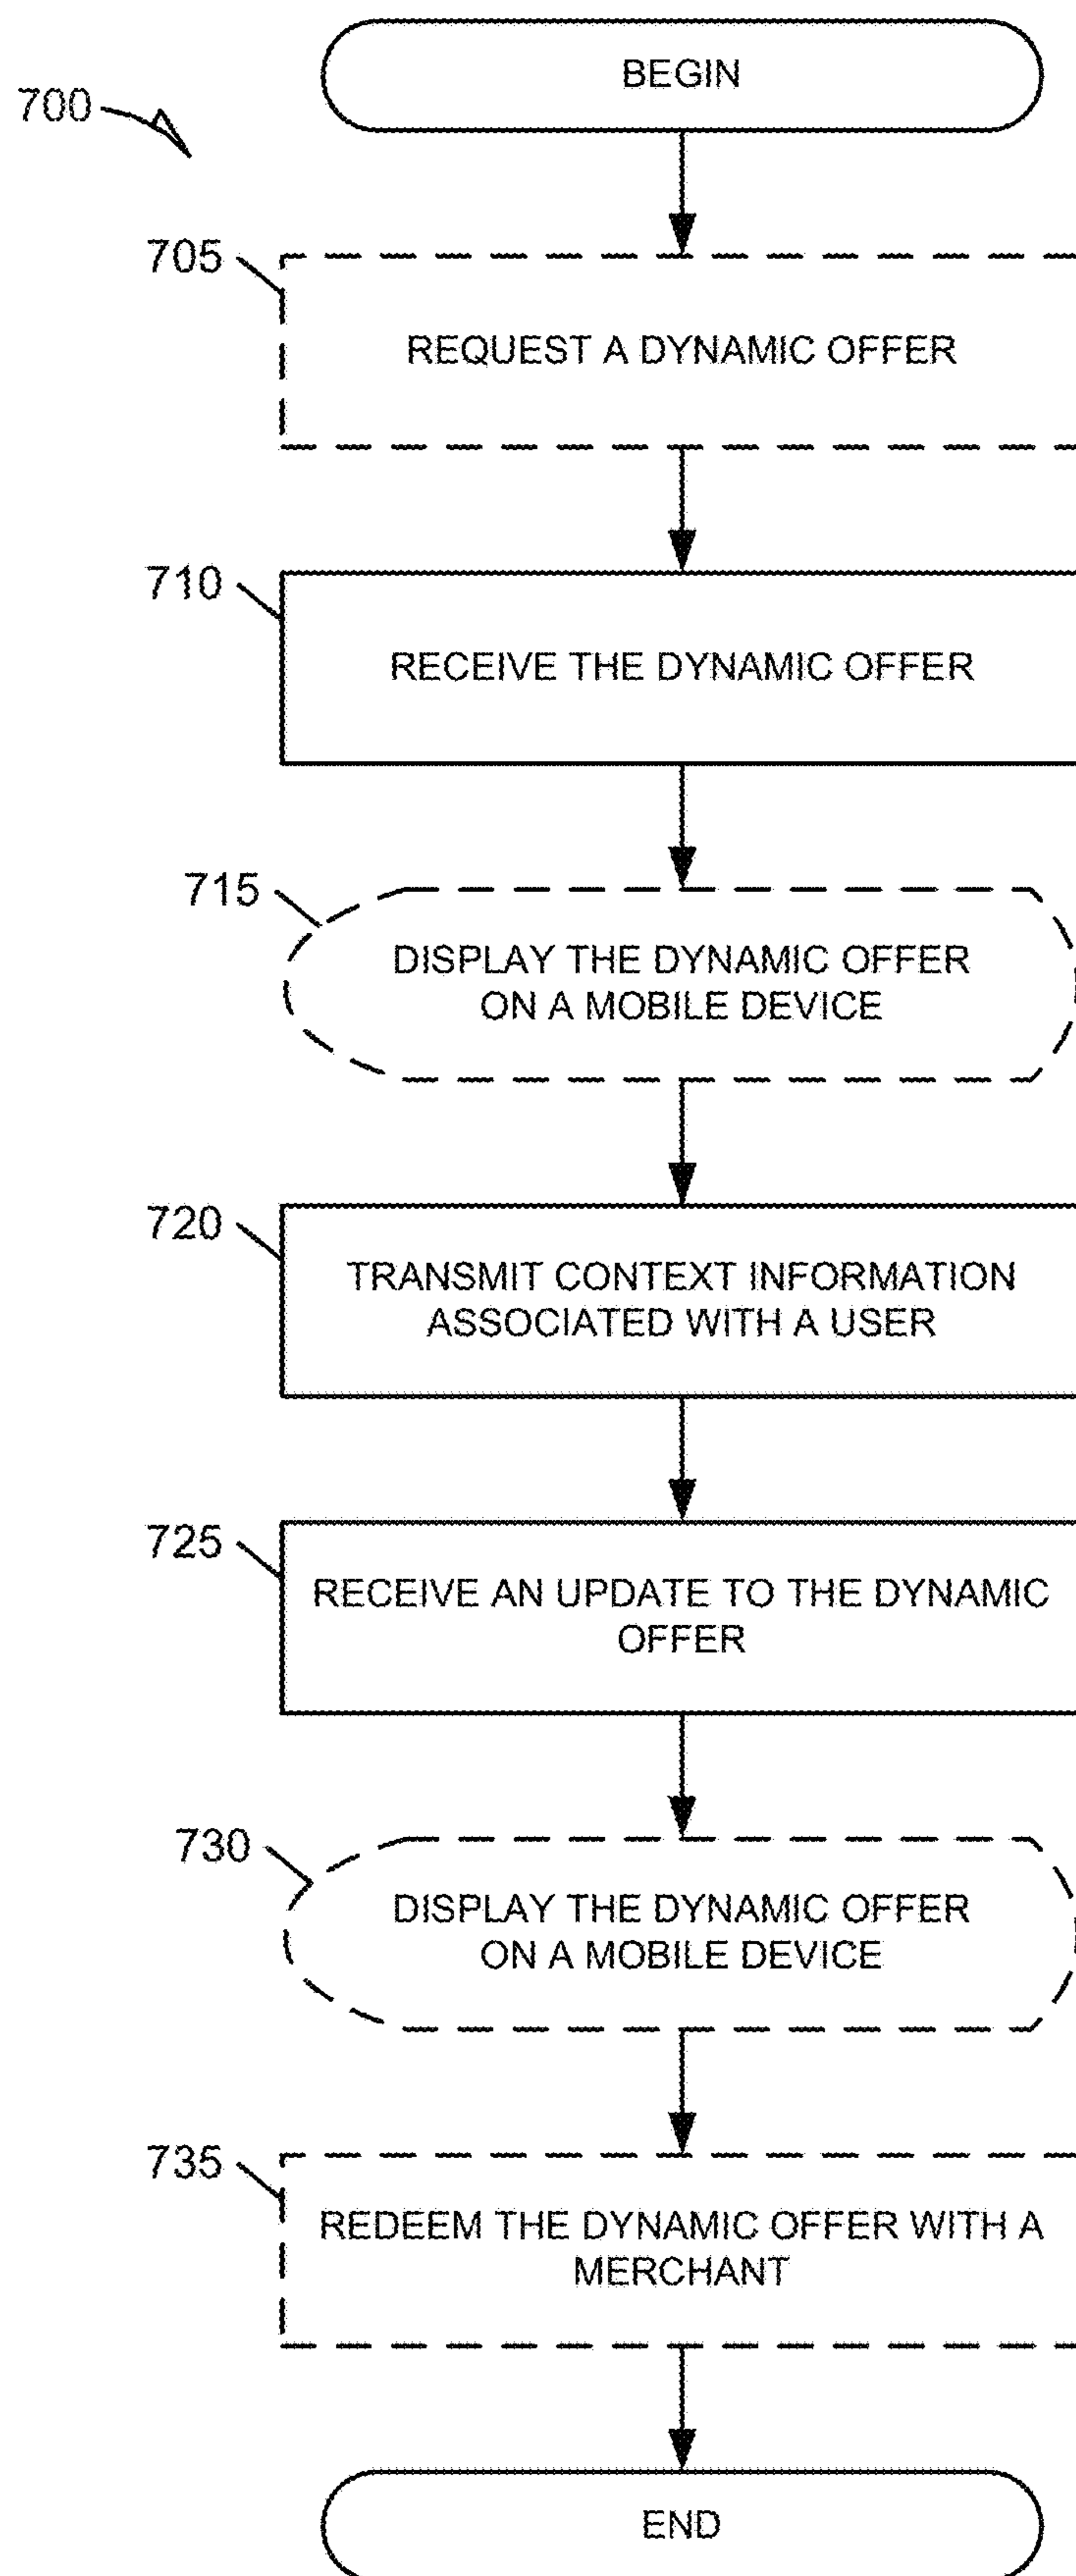 BEGIN
700
705
REQUEST A DYNAMIC OFFER
710
RECEIVE THE DYNAMIC OFFER
715
DISPLAY THE DYNAMIC OFFER
ON A MOBILE DEVICE
720
TRANSMIT CONTEXT INFORMATION
ASSOCIATED WITH A USER
725
RECEIVE AN UPDATE TO THE DYNAMIC
OFFER
730
DISPLAY THE DYNAMIC OFFER
ON A MOBILE DEVICE
735
REDEEM THE DYNAMIC OFFER WITH A
MERCHANT
END